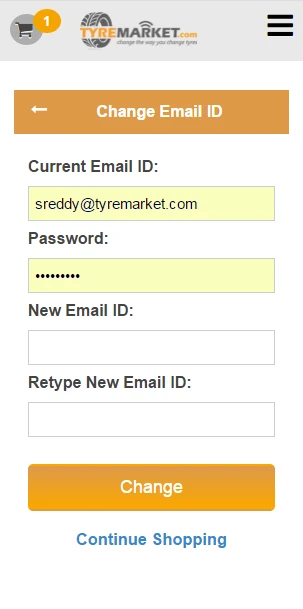 1
TYREMARKET.com
change the way you change tyres
Change Email ID
Current Email ID:
sreddy@tyremarket.com
Password:
•••••••••
New Email ID:
Retype New Email ID:
Change
Continue Shopping